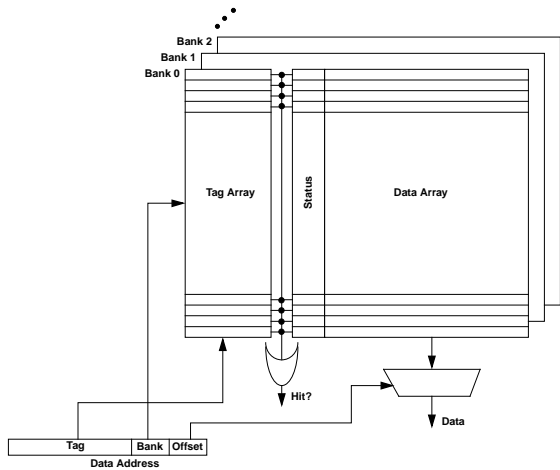 Bank 2
Bank 1
Bank 0
Tag Array
Status
Data Array
Hit?
Data
Tag Bank Offset
Data Address